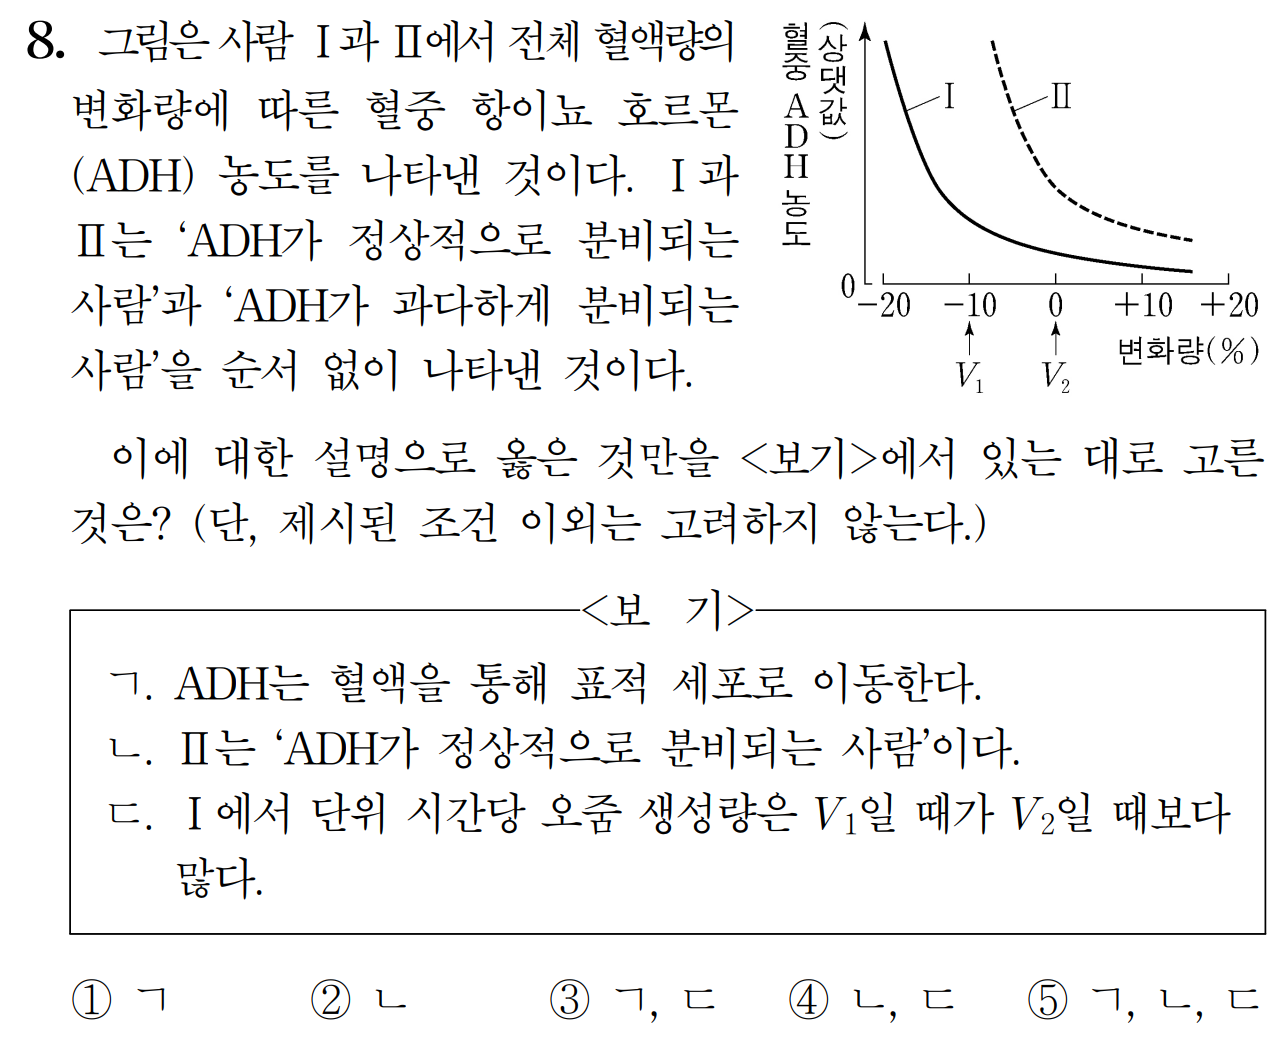 8. 그림은 사람 Ⅰ과 Ⅱ에서 전체 혈액량의
변화량에 따른 혈중 항이뇨 호르몬
(ADH) 농도를 나타낸 것이다. Ⅰ과
Ⅱ는 ‘ADH가 정상적으로 분비되는
사람’과 ‘ADH가 과다하게 분비되는
사람’을 순서 없이 나타낸 것이다.
혈중 ADH 농도
(상댓값)
Ⅰ
Ⅱ
0
−20 −10 0 +10 +20
V₁ V₂
변화량(%)
이에 대한 설명으로 옳은 것만을 <보기>에서 있는 대로 고른
것은? (단, 제시된 조건 이외는 고려하지 않는다.)
<보 기>
ㄱ. ADH는 혈액을 통해 표적 세포로 이동한다.
ㄴ. Ⅱ는 ‘ADH가 정상적으로 분비되는 사람’이다.
ㄷ. Ⅰ에서 단위 시간당 오줌 생성량은 V₁일 때가 V₂일 때보다
많다.
① ㄱ ② ㄴ ③ ㄱ, ㄷ ④ ㄴ, ㄷ ⑤ ㄱ, ㄴ, ㄷ